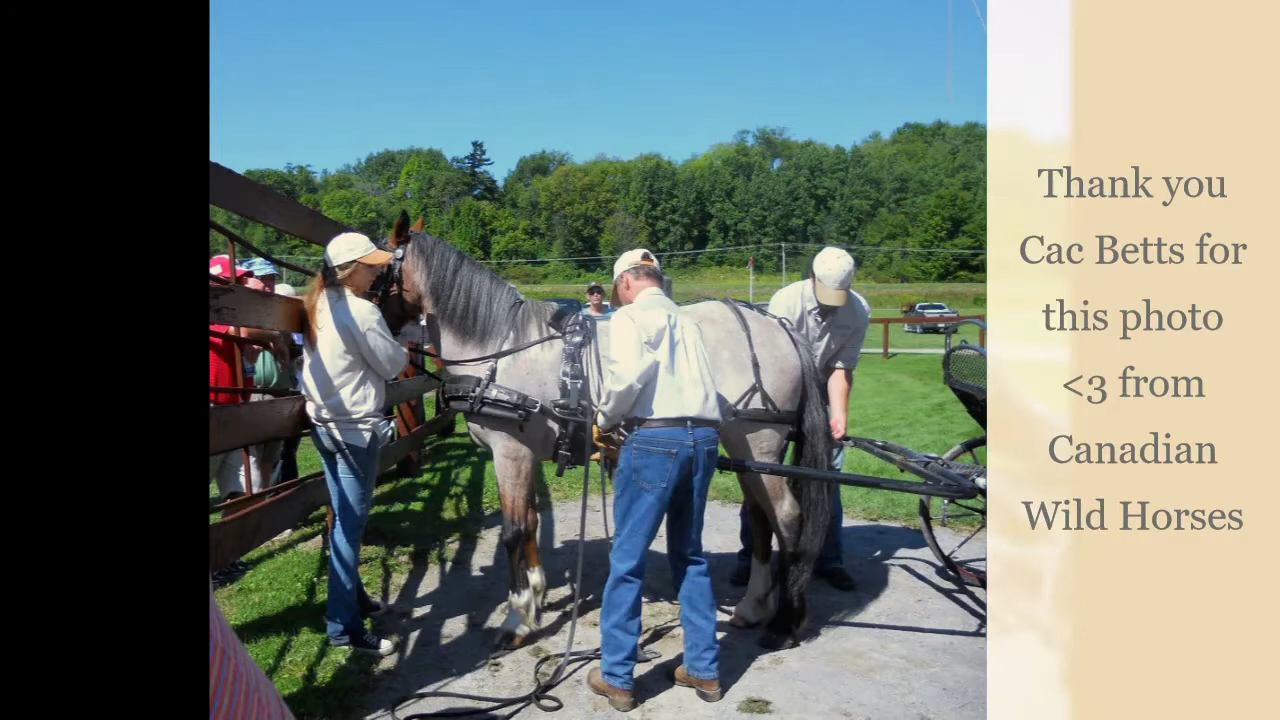 Thank you
Cac Betts for
this photo
<3 from
Canadian
Wild Horses